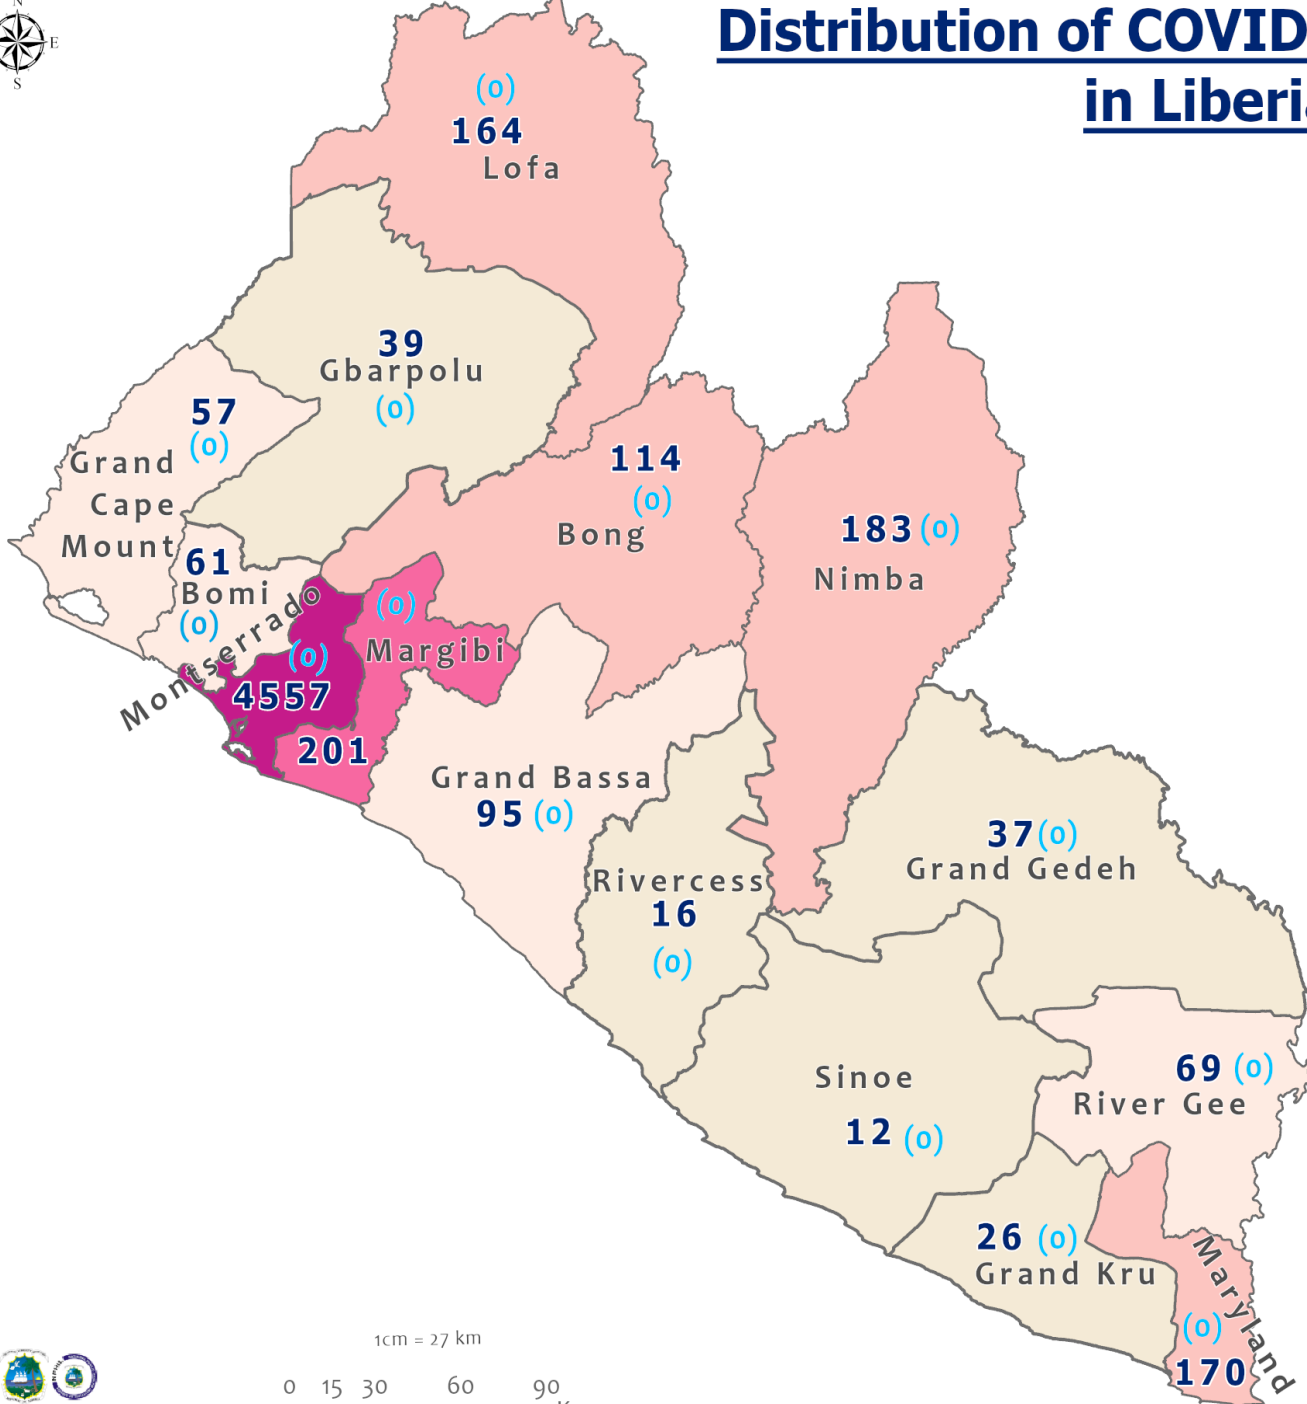 N
E
S
Distribution of COVID
in Liberia
(0)
164
Lofa
39
Gbarpolu
(0)
57
(0)
Grand
Cape
Mount
114
(0)
Bong
183 (0)
Nimba
61
Bomi
(0)
Montserrado
(0)
4557
(0)
Margibi
201
Grand Bassa
95 (0)
Rivercess
16
(0)
37 (0)
Grand Gedeh
Sinoe
12 (0)
69 (0)
River Gee
26 (0)
Grand Kru
Maryland
(0)
170
1cm = 27 km
0 15 30 60 90